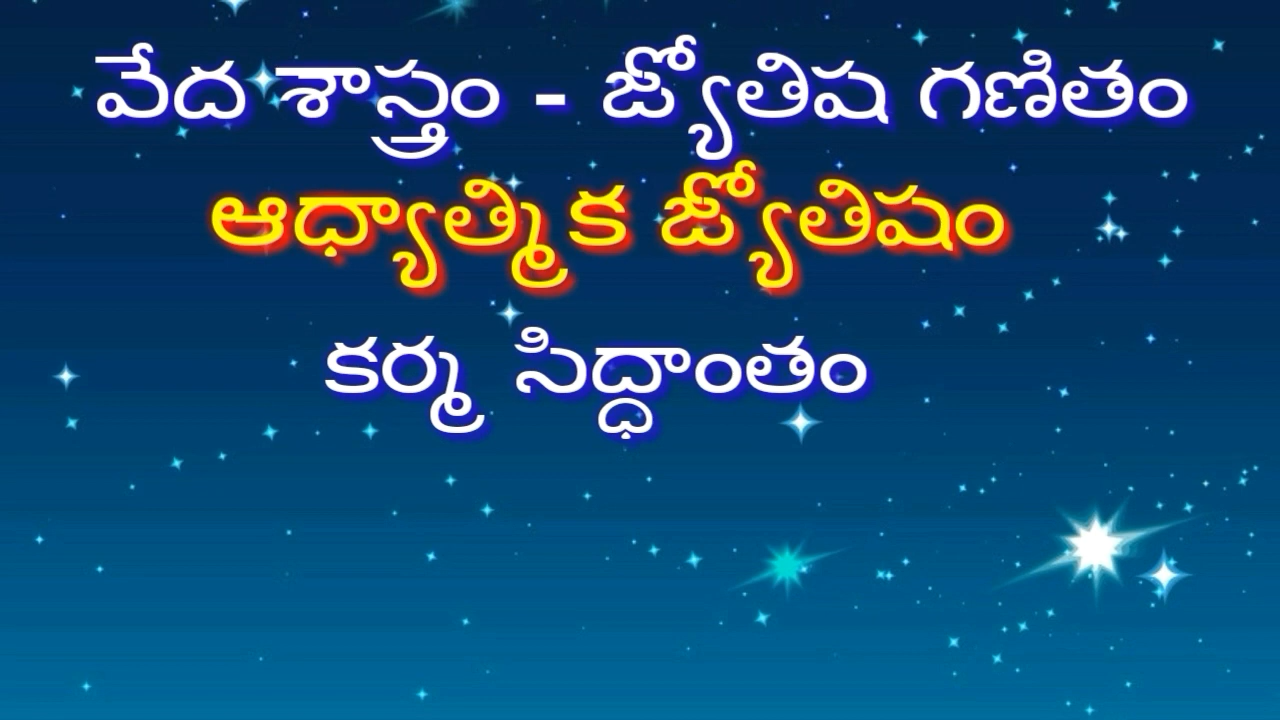 వేద శాస్త్రం - జ్యోతిష గణితం
ఆధ్యాత్మిక జ్యోతిషం
కర్మ సిద్ధాంతం